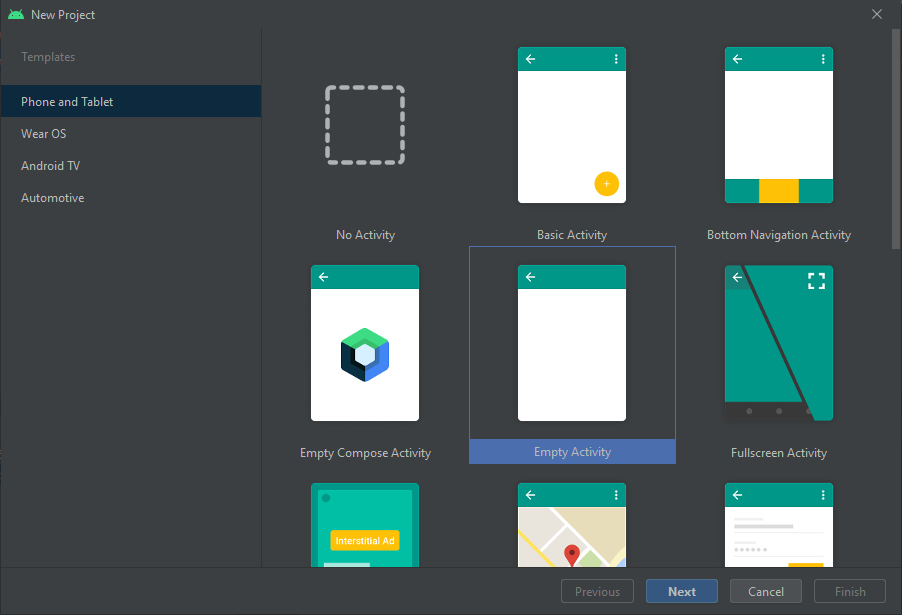 New Project
Templates
Phone and Tablet
Wear OS
Android TV
Automotive
No Activity
Basic Activity
Bottom Navigation Activity
Empty Compose Activity
Empty Activity
Fullscreen Activity
Interstitial Ad
Previous
Next
Cancel
Finish